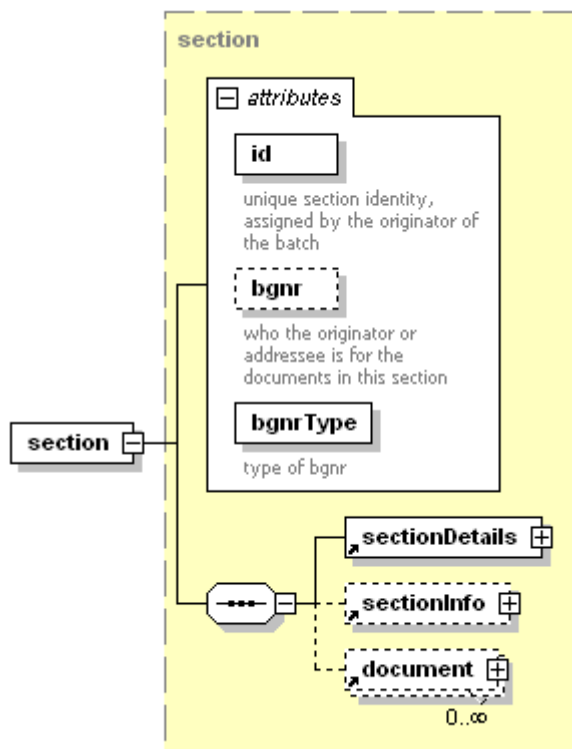 section
attributes
id
unique section identity,
assigned by the originator of
the batch
bgnr
who the originator or
addressee is for the
documents in this section
bgnrType
type of bgnr
section
sectionDetails
sectionInfo
document
0..∞